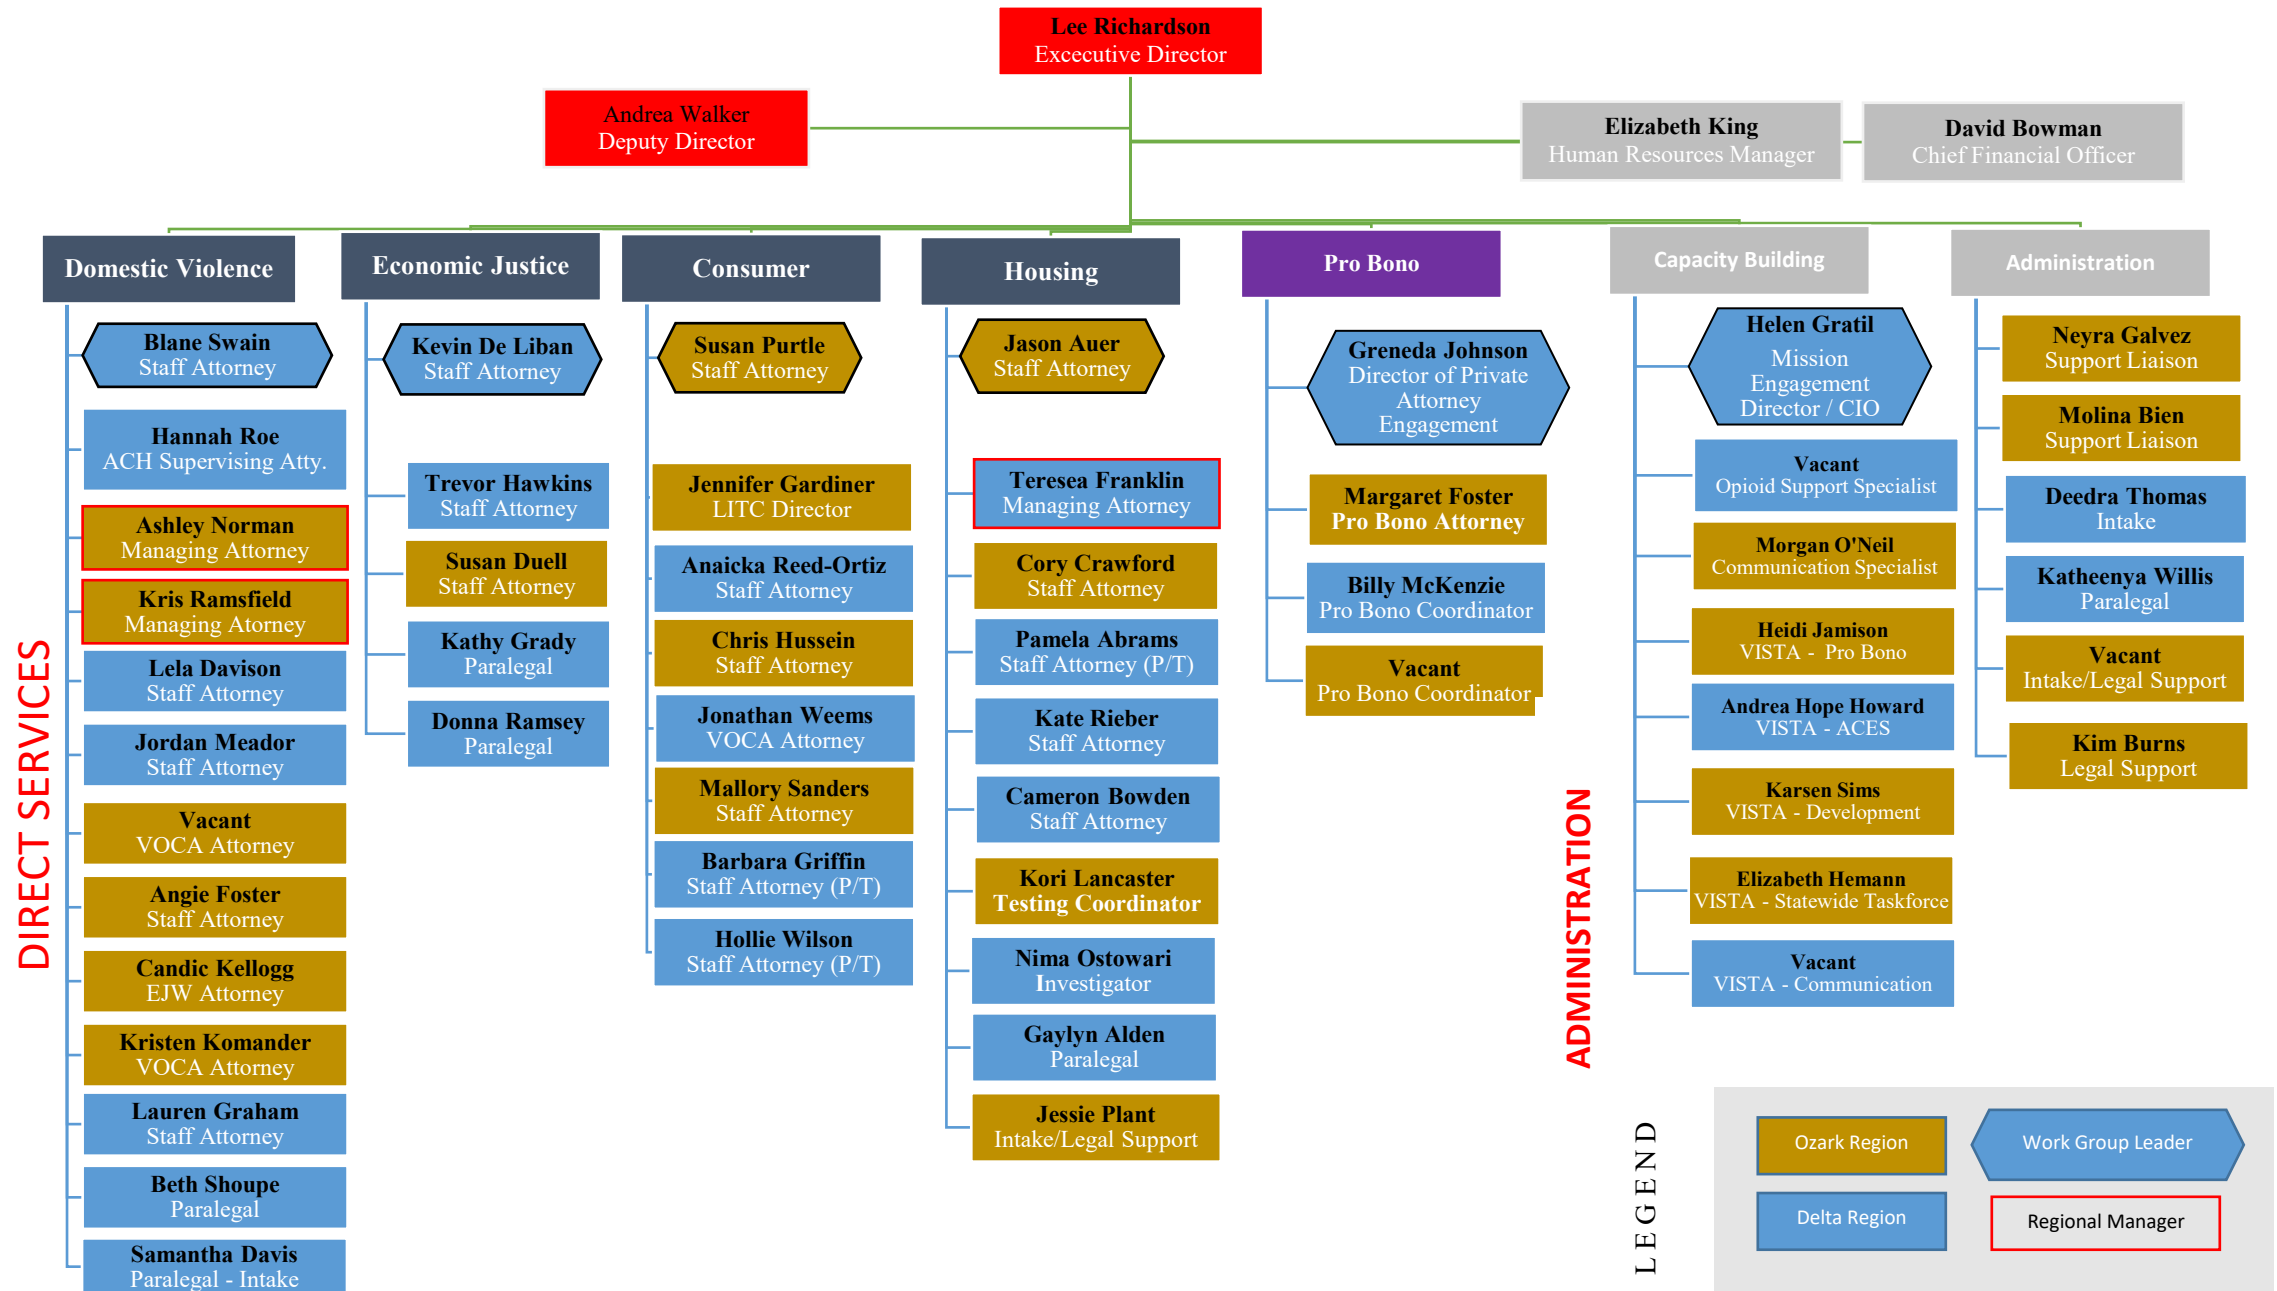 Lee Richardson
Excecutive Director
Andrea Walker
Deputy Director
Elizabeth King
Human Resources Manager
David Bowman
Chief Financial Officer
DIRECT SERVICES
Domestic Violence
Blane Swain
Staff Attorney
Hannah Roe
ACH Supervising Atty.
Ashley Norman
Managing Attorney
Kris Ramsfield
Managing Atorney
Lela Davison
Staff Attorney
Jordan Meador
Staff Attorney
Vacant
VOCA Attorney
Angie Foster
Staff Attorney
Candic Kellogg
EJW Attorney
Kristen Komander
VOCA Attorney
Lauren Graham
Staff Attorney
Beth Shoupe
Paralegal
Samantha Davis
Paralegal - Intake
Economic Justice
Kevin De Liban
Staff Attorney
Trevor Hawkins
Staff Attorney
Susan Duell
Staff Attorney
Kathy Grady
Paralegal
Donna Ramsey
Paralegal
Consumer
Susan Purtle
Staff Attorney
Jennifer Gardiner
LITC Director
Anaicka Reed-Ortiz
Staff Attorney
Chris Hussein
Staff Attorney
Jonathan Weems
VOCA Attorney
Mallory Sanders
Staff Attorney
Barbara Griffin
Staff Attorney (P/T)
Hollie Wilson
Staff Attorney (P/T)
Housing
Jason Auer
Staff Attorney
Teresea Franklin
Managing Attorney
Cory Crawford
Staff Attorney
Pamela Abrams
Staff Attorney (P/T)
Kate Rieber
Staff Attorney
Cameron Bowden
Staff Attorney
Kori Lancaster
Testing Coordinator
Nima Ostowari
Investigator
Gaylyn Alden
Paralegal
Jessie Plant
Intake/Legal Support
Pro Bono
Greneda Johnson
Director of Private
Attorney
Engagement
Margaret Foster
Pro Bono Attorney
Billy McKenzie
Pro Bono Coordinator
Vacant
Pro Bono Coordinator
ADMINISTRATION
Capacity Building
Helen Gratil
Mission
Engagement
Director / CIO
Vacant
Opioid Support Specialist
Morgan O'Neil
Communication Specialist
Heidi Jamison
VISTA - Pro Bono
Andrea Hope Howard
VISTA - ACES
Karsen Sims
VISTA - Development
Elizabeth Hemann
VISTA - Statewide Taskforce
Vacant
VISTA - Communication
Administration
Neyra Galvez
Support Liaison
Molina Bien
Support Liaison
Deedra Thomas
Intake
Katheenya Willis
Paralegal
Vacant
Intake/Legal Support
Kim Burns
Legal Support
LEGEND
Ozark Region
Work Group Leader
Delta Region
Regional Manager